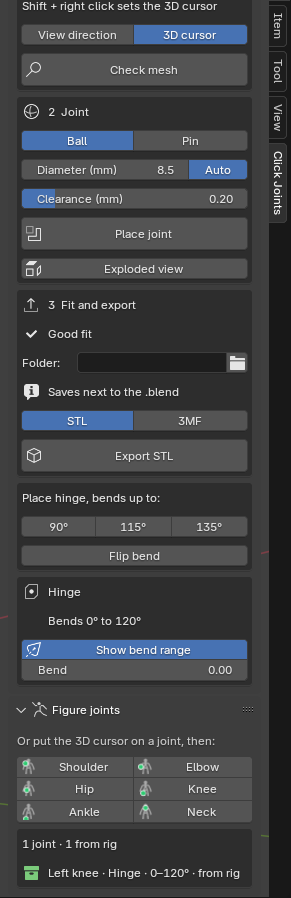 Shift + right click sets the 3D cursor
View direction 3D cursor
Check mesh
2 Joint
Ball Pin
Diameter (mm) 8.5 Auto
Clearance (mm) 0.20
Place joint
Exploded view
3 Fit and export
Good fit
Folder:
Saves next to the .blend
STL 3MF
Export STL
Place hinge, bends up to:
90° 115° 135°
Flip bend
Hinge
Bends 0° to 120°
Show bend range
Bend 0.00
Figure joints
Or put the 3D cursor on a joint, then:
Shoulder Elbow
Hip Knee
Ankle Neck
1 joint · 1 from rig
Left knee · Hinge · 0–120° · from rig
Item
Tool
View
Click Joints